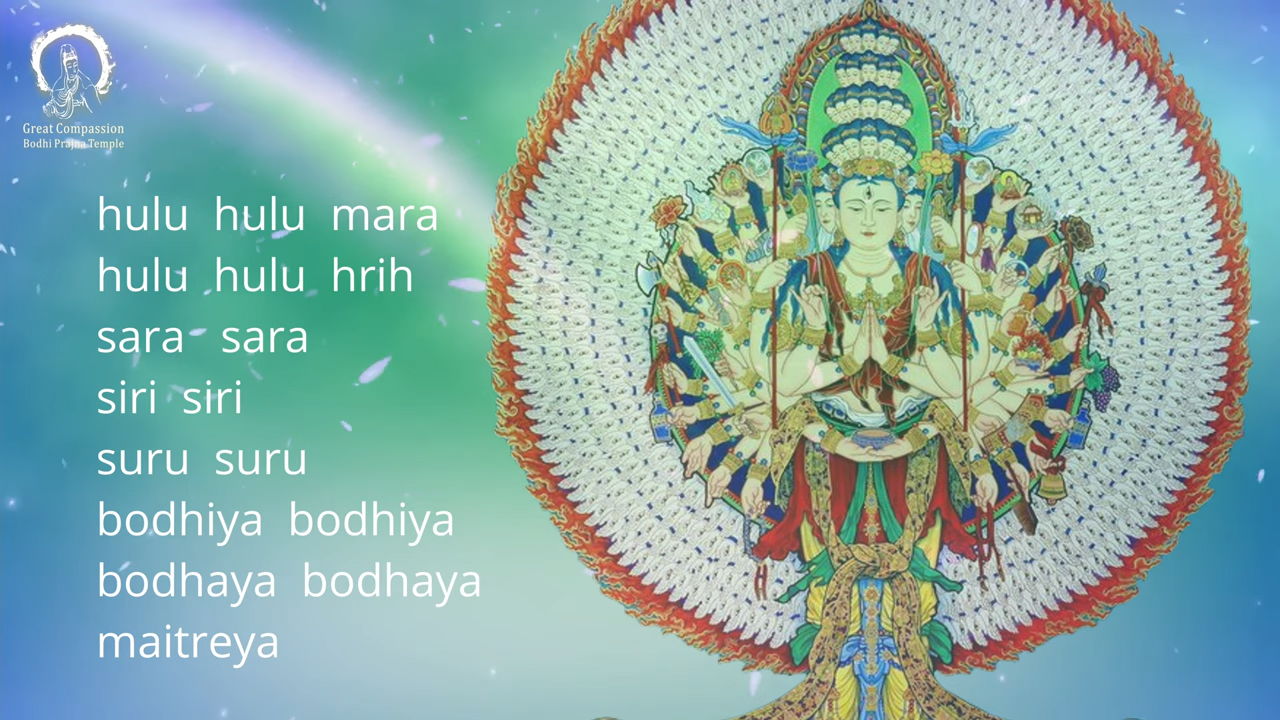 Great Compassion
Bodhi Prajna Temple
hulu hulu mara
hulu hulu hrih
sara sara
siri siri
suru suru
bodhiya bodhiya
bodhaya bodhaya
maitreya